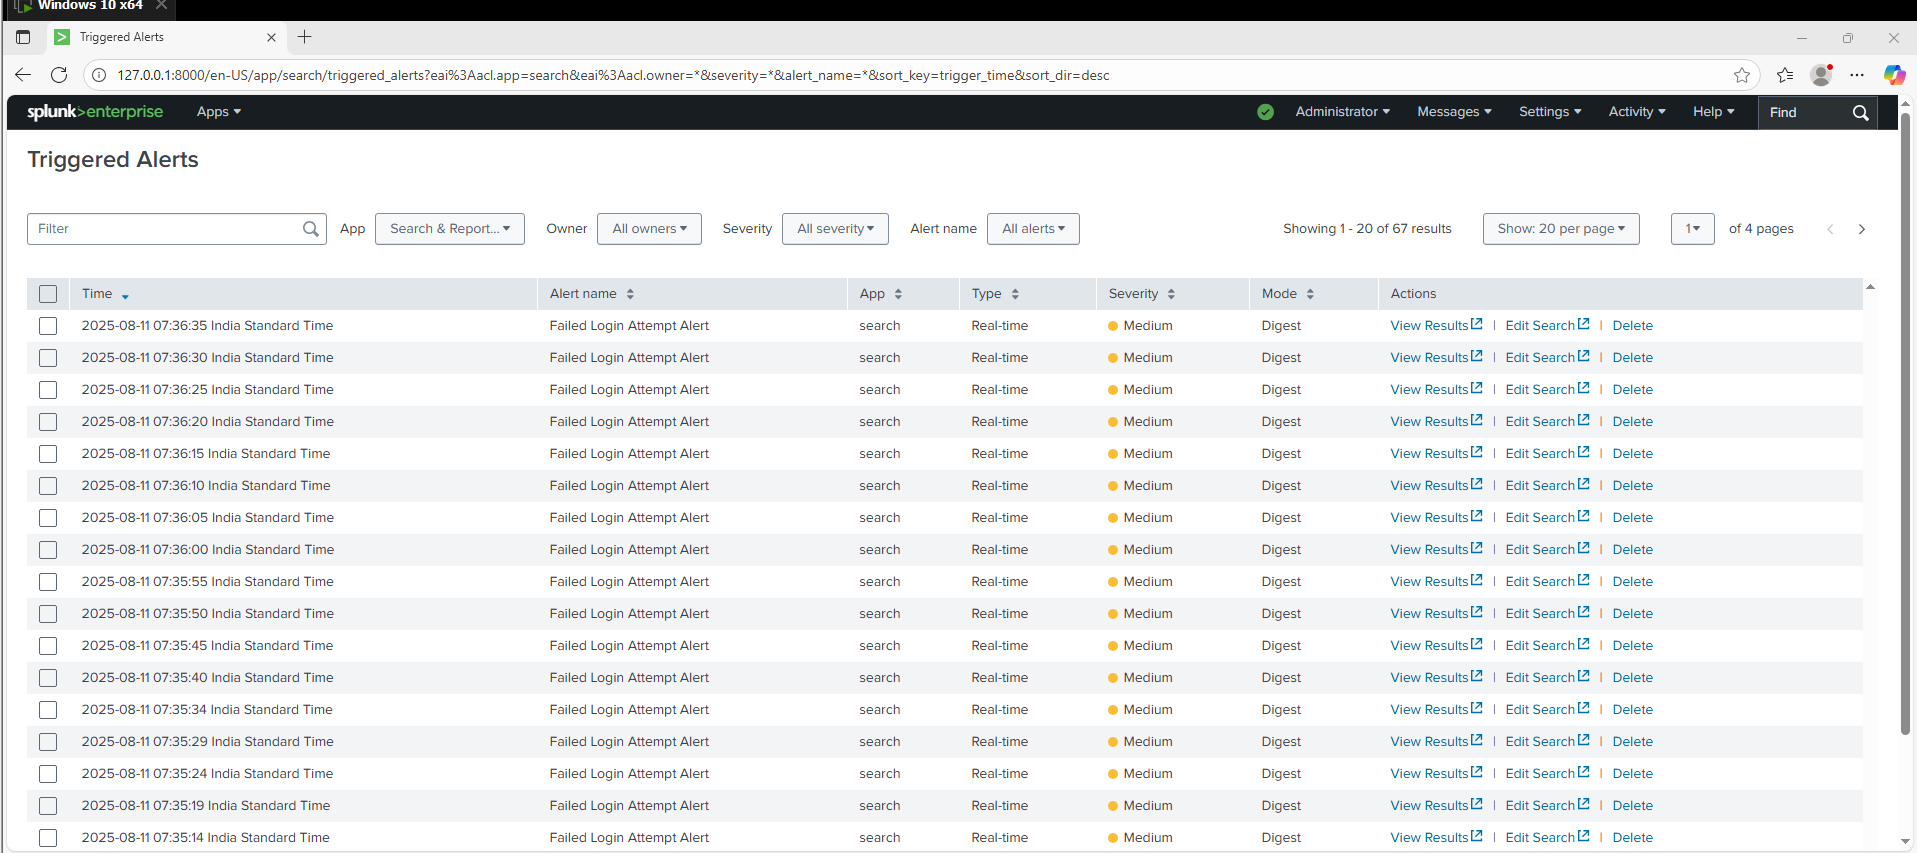 Windows 10 x64
Triggered Alerts
127.0.0.1:8000/en-US/app/search/triggered_alerts?eai%3Aacl.app=search&eai%3Aacl.owner=*&severity=*&alert_name=*&sort_key=trigger_time&sort_dir=desc
splunk>enterprise Apps Administrator Messages Settings Activity Help Find
Triggered Alerts
Filter App Search & Report... Owner All owners Severity All severity Alert name All alerts Showing 1 - 20 of 67 results Show: 20 per page 1 of 4 pages
Time Alert name App Type Severity Mode Actions
2025-08-11 07:36:35 India Standard Time Failed Login Attempt Alert search Real-time Medium Digest View Results | Edit Search | Delete
2025-08-11 07:36:30 India Standard Time Failed Login Attempt Alert search Real-time Medium Digest View Results | Edit Search | Delete
2025-08-11 07:36:25 India Standard Time Failed Login Attempt Alert search Real-time Medium Digest View Results | Edit Search | Delete
2025-08-11 07:36:20 India Standard Time Failed Login Attempt Alert search Real-time Medium Digest View Results | Edit Search | Delete
2025-08-11 07:36:15 India Standard Time Failed Login Attempt Alert search Real-time Medium Digest View Results | Edit Search | Delete
2025-08-11 07:36:10 India Standard Time Failed Login Attempt Alert search Real-time Medium Digest View Results | Edit Search | Delete
2025-08-11 07:36:05 India Standard Time Failed Login Attempt Alert search Real-time Medium Digest View Results | Edit Search | Delete
2025-08-11 07:36:00 India Standard Time Failed Login Attempt Alert search Real-time Medium Digest View Results | Edit Search | Delete
2025-08-11 07:35:55 India Standard Time Failed Login Attempt Alert search Real-time Medium Digest View Results | Edit Search | Delete
2025-08-11 07:35:50 India Standard Time Failed Login Attempt Alert search Real-time Medium Digest View Results | Edit Search | Delete
2025-08-11 07:35:45 India Standard Time Failed Login Attempt Alert search Real-time Medium Digest View Results | Edit Search | Delete
2025-08-11 07:35:40 India Standard Time Failed Login Attempt Alert search Real-time Medium Digest View Results | Edit Search | Delete
2025-08-11 07:35:34 India Standard Time Failed Login Attempt Alert search Real-time Medium Digest View Results | Edit Search | Delete
2025-08-11 07:35:29 India Standard Time Failed Login Attempt Alert search Real-time Medium Digest View Results | Edit Search | Delete
2025-08-11 07:35:24 India Standard Time Failed Login Attempt Alert search Real-time Medium Digest View Results | Edit Search | Delete
2025-08-11 07:35:19 India Standard Time Failed Login Attempt Alert search Real-time Medium Digest View Results | Edit Search | Delete
2025-08-11 07:35:14 India Standard Time Failed Login Attempt Alert search Real-time Medium Digest View Results | Edit Search | Delete